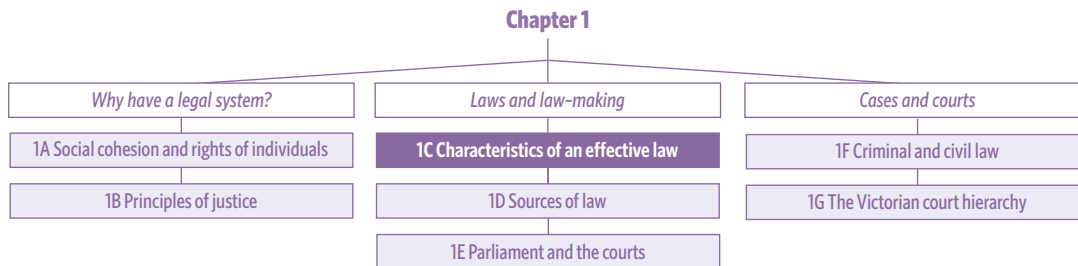 Chapter 1
Why have a legal system?
1A Social cohesion and rights of individuals
1B Principles of justice
Laws and law-making
1C Characteristics of an effective law
1D Sources of law
1E Parliament and the courts
Cases and courts
1F Criminal and civil law
1G The Victorian court hierarchy